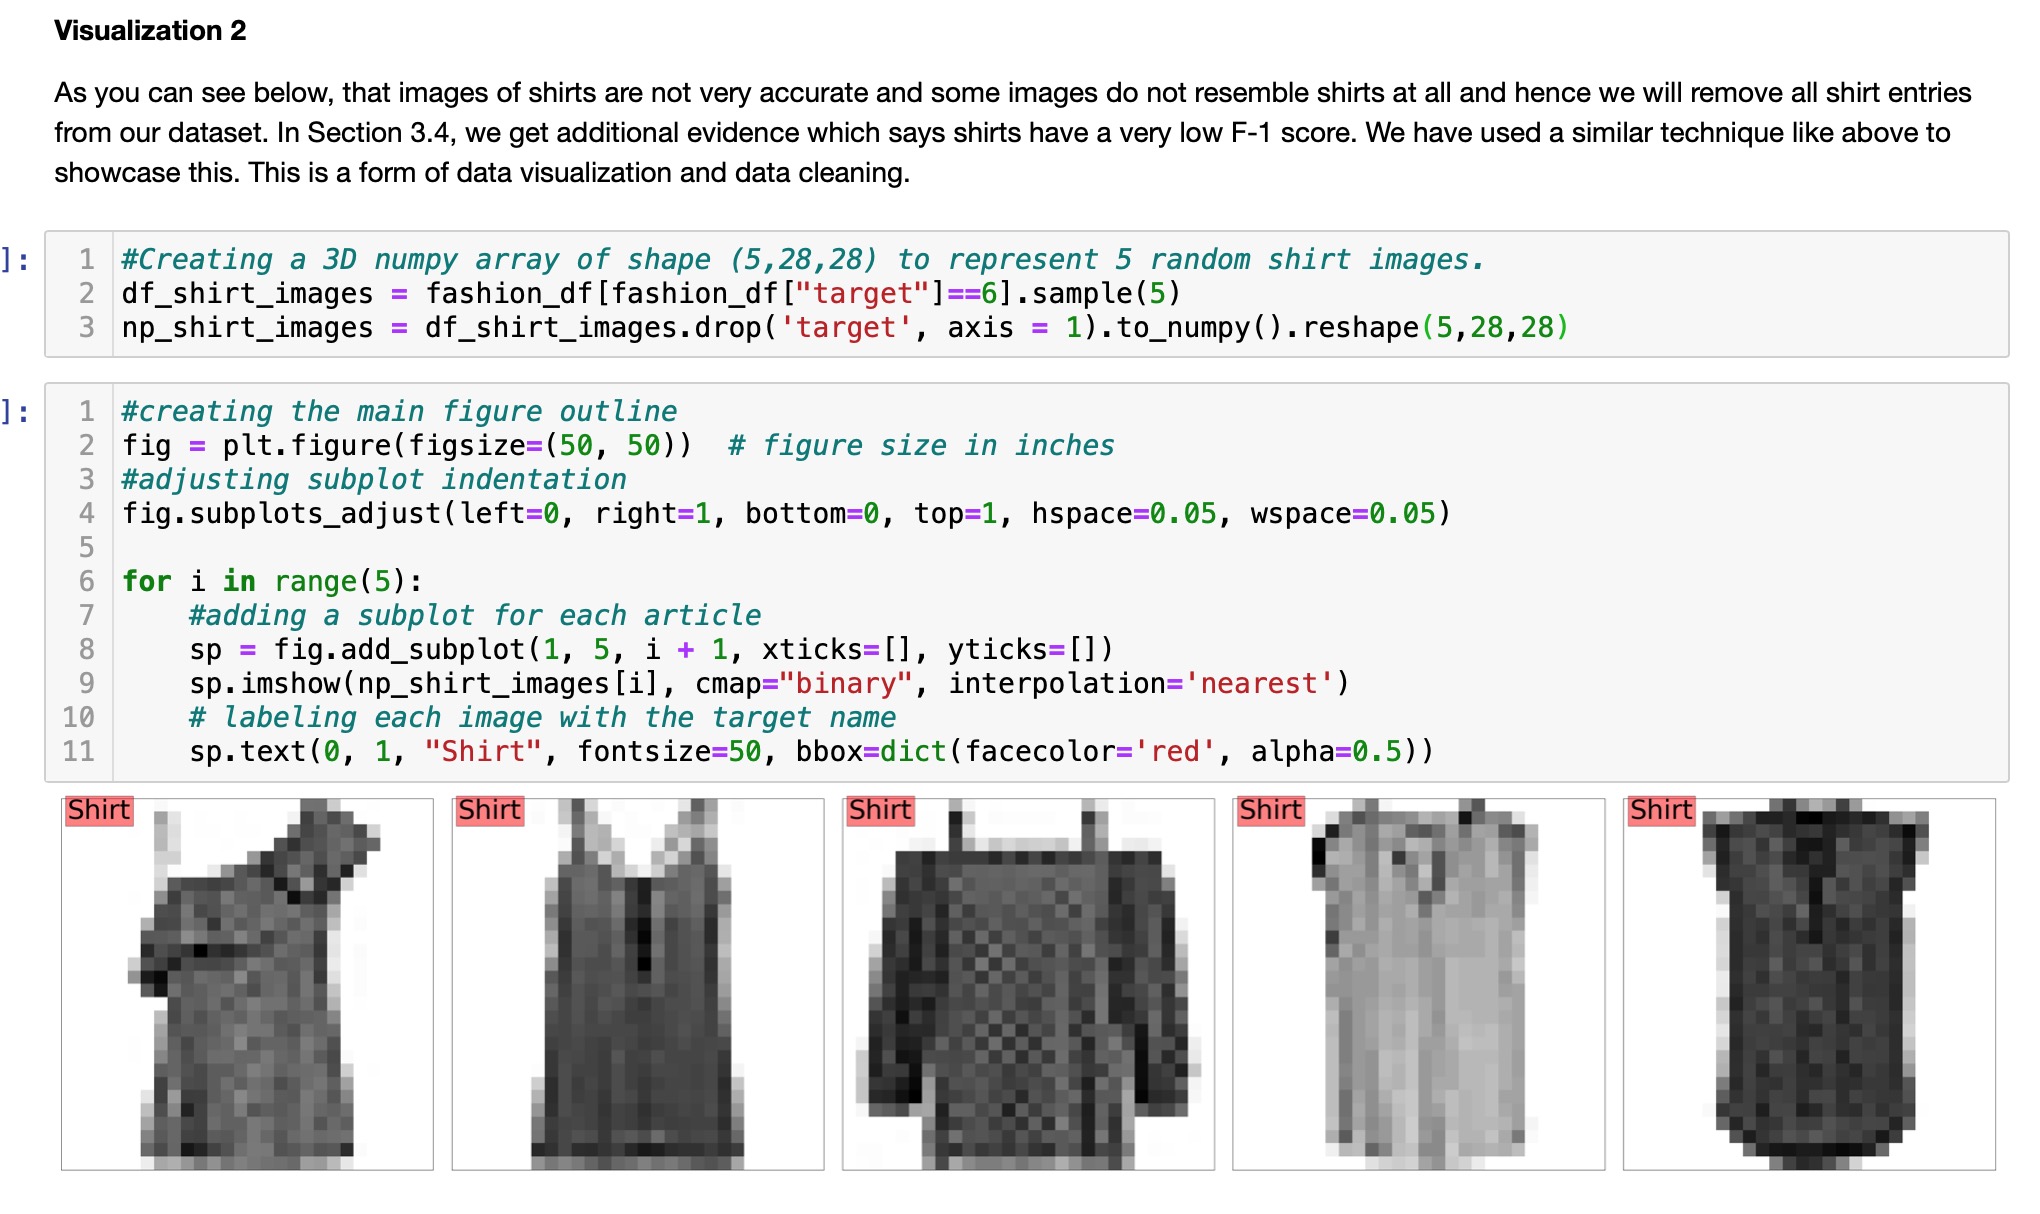 Visualization 2
As you can see below, that images of shirts are not very accurate and some images do not resemble shirts at all and hence we will remove all shirt entries
from our dataset. In Section 3.4, we get additional evidence which says shirts have a very low F-1 score. We have used a similar technique like above to
showcase this. This is a form of data visualization and data cleaning.
]:
1 #Creating a 3D numpy array of shape (5,28,28) to represent 5 random shirt images.
2 df_shirt_images = fashion_df[fashion_df["target"]==6].sample(5)
3 np_shirt_images = df_shirt_images.drop('target', axis = 1).to_numpy().reshape(5,28,28)
]:
1 #creating the main figure outline
2 fig = plt.figure(figsize=(50, 50))  # figure size in inches
3 #adjusting subplot indentation
4 fig.subplots_adjust(left=0, right=1, bottom=0, top=1, hspace=0.05, wspace=0.05)
5
6 for i in range(5):
7     #adding a subplot for each article
8     sp = fig.add_subplot(1, 5, i + 1, xticks=[], yticks=[])
9     sp.imshow(np_shirt_images[i], cmap="binary", interpolation='nearest')
10     # labeling each image with the target name
11     sp.text(0, 1, "Shirt", fontsize=50, bbox=dict(facecolor='red', alpha=0.5))
Shirt Shirt Shirt Shirt Shirt